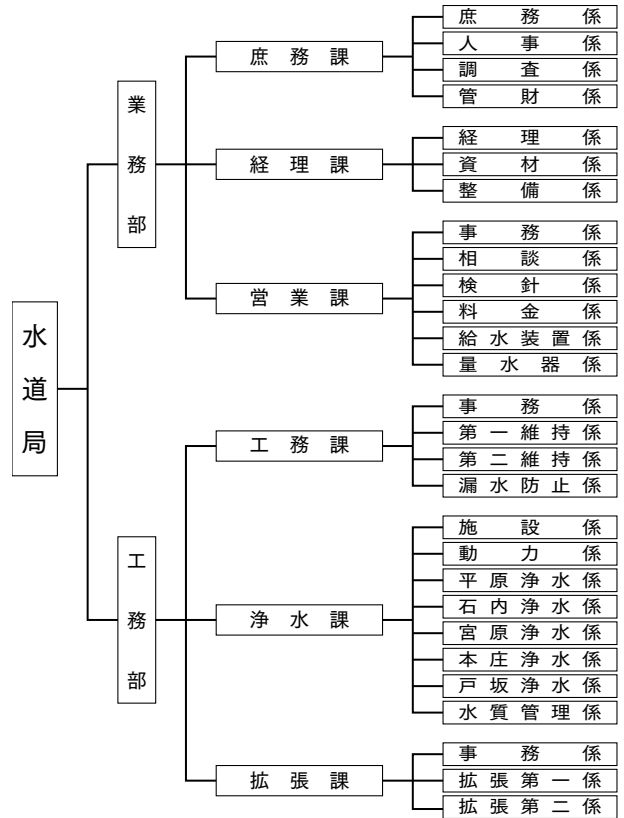 水道局
業務部
庶務課
庶務係
人事係
調査係
管財係
経理課
経理係
資材係
整備係
営業課
事務係
相談係
検針係
料金係
給水装置係
量水器係
工務部
工務課
事務係
第一維持係
第二維持係
漏水防止係
浄水課
施設係
動力係
平原浄水係
石内浄水係
宮原浄水係
本庄浄水係
戸坂浄水係
水質管理係
拡張課
事務係
拡張第一係
拡張第二係